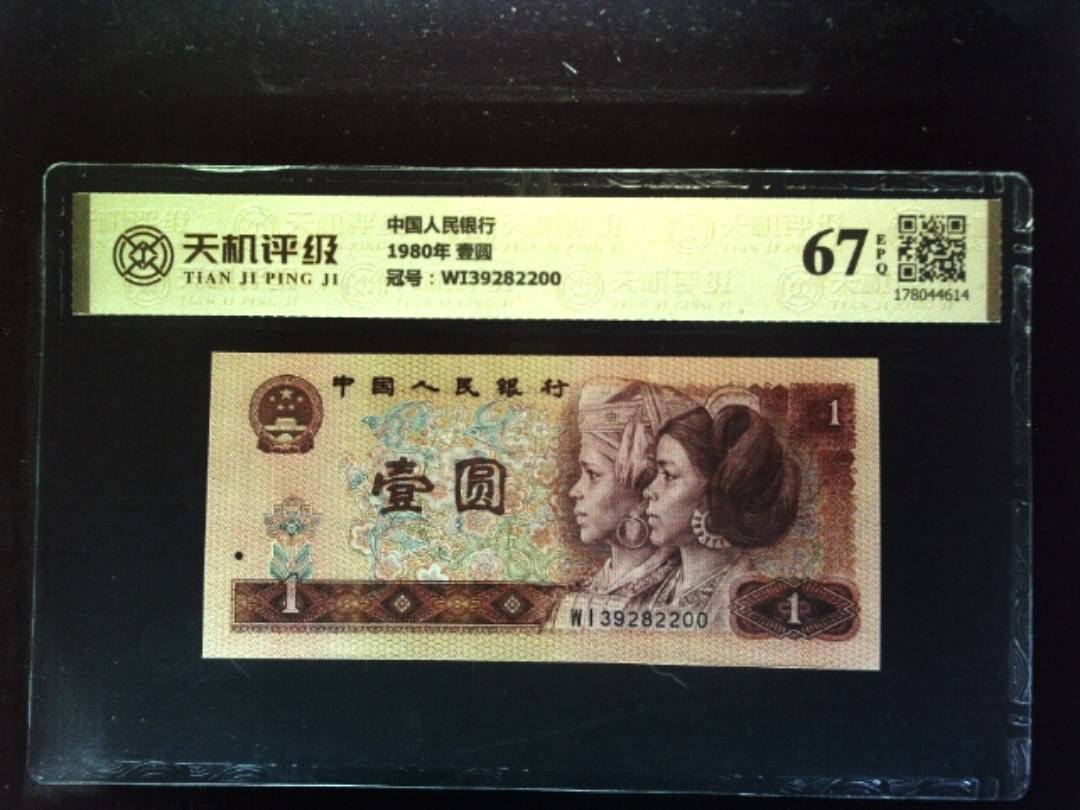 天机评级
TIAN JI PING JI
中国人民银行
1980年 壹圆
冠号：WI39282200
67
EPQ
178044614
中国人民银行
1
壹圆
1
WI39282200
1